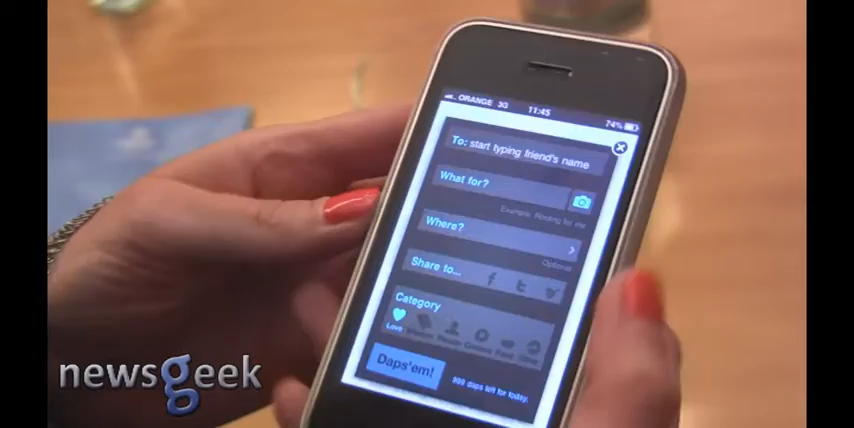 ORANGE 3G 11:45 74%
To: start typing friend's name
What for?
Example: Rooting for me
Where?
Optional
Share to...
Category
Love
Daps'em!
999 daps left for today.
newsgeek